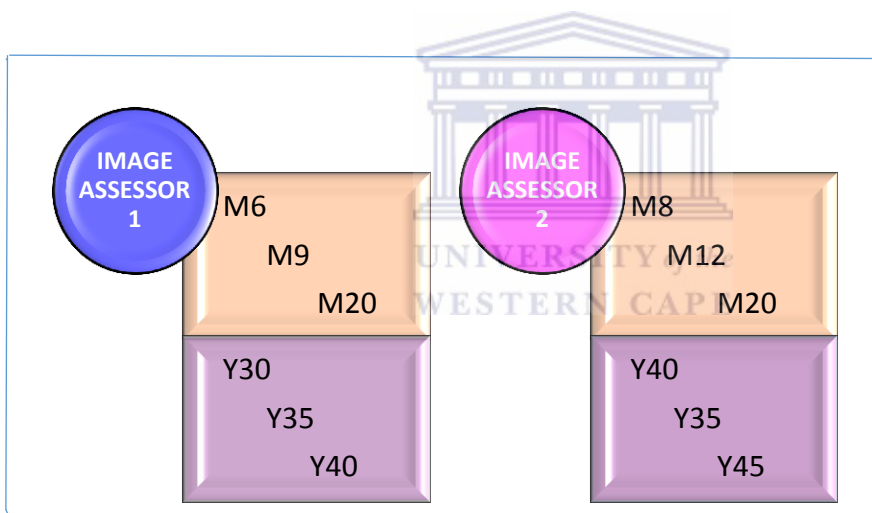 IMAGE
ASSESSOR
1
M6
M9
M20
Y30
Y35
Y40
IMAGE
ASSESSOR
2
M8
M12
M20
Y40
Y35
Y45
UNIVERSITY of the
WESTERN CAPE